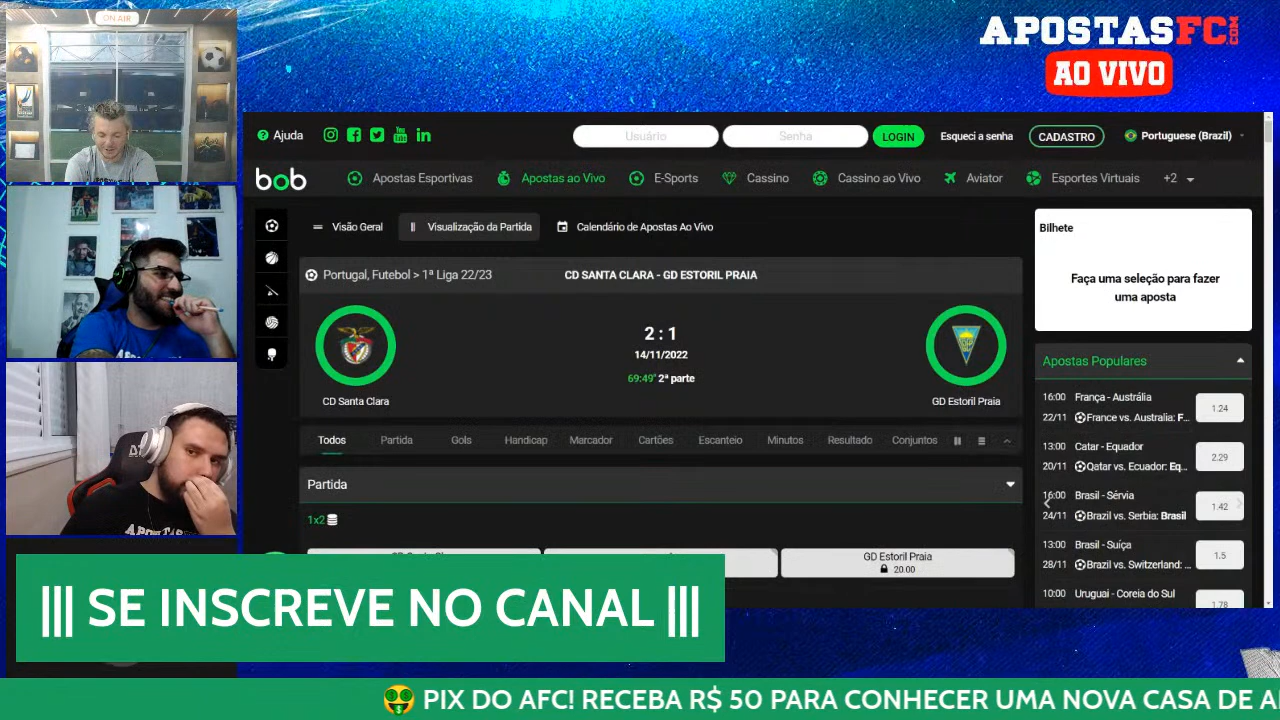 ON AIR
APOSTASFC.COM
AO VIVO
Ajuda
You Tube
Usuário
Senha
LOGIN
Esqueci a senha
CADASTRO
Portuguese (Brazil)
bob
Apostas Esportivas
Apostas ao Vivo
E-Sports
Cassino
Cassino ao Vivo
Aviator
Esportes Virtuais
+2
Visão Geral
Visualização da Partida
Calendário de Apostas Ao Vivo
Bilhete
Faça uma seleção para fazer
uma aposta
Portugal, Futebol > 1ª Liga 22/23
CD SANTA CLARA - GD ESTORIL PRAIA
2 : 1
14/11/2022
69:49" 2ª parte
CD Santa Clara
GD Estoril Praia
Todos
Partida
Gols
Handicap
Marcador
Cartões
Escanteio
Minutos
Resultado
Conjuntos
Partida
1x2
GD Estoril Praia
20.00
Apostas Populares
16:00 França - Austrália
22/11 France vs. Australia: F...
1.24
13:00 Catar - Equador
20/11 Qatar vs. Ecuador: Eq...
2.29
16:00 Brasil - Sérvia
24/11 Brazil vs. Serbia: Brasil
1.42
13:00 Brasil - Suíça
28/11 Brazil vs. Switzerland: ...
1.5
10:00 Uruguai - Coreia do Sul
1.78
||| SE INSCREVE NO CANAL |||
PIX DO AFC! RECEBA R$ 50 PARA CONHECER UMA NOVA CASA DE A